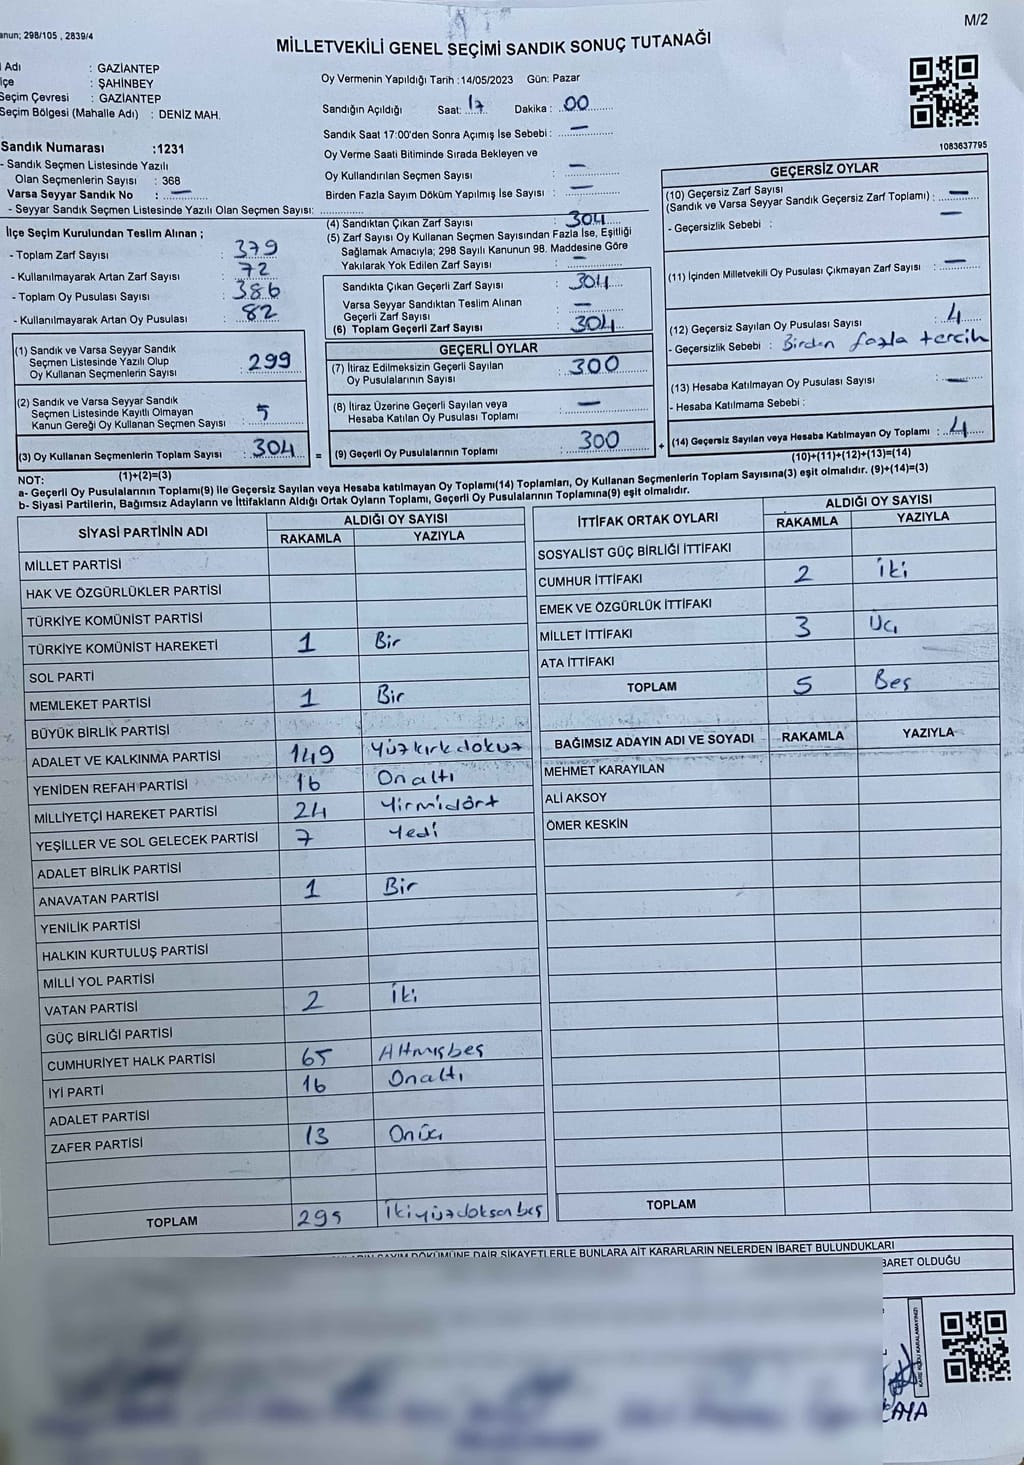 M/2
anun; 298/105 , 2839/4
MİLLETVEKİLİ GENEL SEÇİMİ SANDIK SONUÇ TUTANAĞI
Adı : GAZİANTEP
lçe : ŞAHİNBEY
Seçim Çevresi : GAZİANTEP
Seçim Bölgesi (Mahalle Adı) : DENİZ MAH.
Oy Vermenin Yapıldığı Tarih :14/05/2023 Gün: Pazar
Sandığın Açıldığı Saat: 17 Dakika : 00
Sandık Saat 17:00'den Sonra Açımış İse Sebebi : —
Oy Verme Saati Bitiminde Sırada Bekleyen ve
Oy Kullandırılan Seçmen Sayısı : —
Birden Fazla Sayım Döküm Yapılmış İse Sayısı : —
1083637795
Sandık Numarası :1231
- Sandık Seçmen Listesinde Yazılı
Olan Seçmenlerin Sayısı : 368
Varsa Seyyar Sandık No : —
- Seyyar Sandık Seçmen Listesinde Yazılı Olan Seçmen Sayısı:
İlçe Seçim Kurulundan Teslim Alınan ;
- Toplam Zarf Sayısı : 379
- Kullanılmayarak Artan Zarf Sayısı : 72
- Toplam Oy Pusulası Sayısı : 386
- Kullanılmayarak Artan Oy Pusulası : 82
(1) Sandık ve Varsa Seyyar Sandık
Seçmen Listesinde Yazılı Olup
Oy Kullanan Seçmenlerin Sayısı : 299
(2) Sandık ve Varsa Seyyar Sandık
Seçmen Listesinde Kayıtlı Olmayan
Kanun Gereği Oy Kullanan Seçmen Sayısı : 5
(3) Oy Kullanan Seçmenlerin Toplam Sayısı : 304
(4) Sandıktan Çıkan Zarf Sayısı : 304
(5) Zarf Sayısı Oy Kullanan Seçmen Sayısından Fazla İse, Eşitliği
Sağlamak Amacıyla; 298 Sayılı Kanunun 98. Maddesine Göre
Yakılarak Yok Edilen Zarf Sayısı : —
Sandıkta Çıkan Geçerli Zarf Sayısı : 304
Varsa Seyyar Sandıktan Teslim Alınan
Geçerli Zarf Sayısı : —
(6) Toplam Geçerli Zarf Sayısı : 304
GEÇERLİ OYLAR
(7) İtiraz Edilmeksizin Geçerli Sayılan
Oy Pusulalarının Sayısı : 300
(8) İtiraz Üzerine Geçerli Sayılan veya
Hesaba Katılan Oy Pusulası Toplamı : —
= (9) Geçerli Oy Pusulalarının Toplamı : 300
GEÇERSİZ OYLAR
(10) Geçersiz Zarf Sayısı
(Sandık ve Varsa Seyyar Sandık Geçersiz Zarf Toplamı) : —
- Geçersizlik Sebebi : —
(11) İçinden Milletvekili Oy Pusulası Çıkmayan Zarf Sayısı : —
(12) Geçersiz Sayılan Oy Pusulası Sayısı : 4
- Geçersizlik Sebebi : Birden fazla tercih
(13) Hesaba Katılmayan Oy Pusulası Sayısı : —
- Hesaba Katılmama Sebebi :
+ (14) Geçersiz Sayılan veya Hesaba Katılmayan Oy Toplamı : 4
(10)+(11)+(12)+(13)=(14)
NOT: (1)+(2)=(3)
a- Geçerli Oy Pusulalarının Toplamı(9) ile Geçersiz Sayılan veya Hesaba katılmayan Oy Toplamı(14) Toplamları, Oy Kullanan Seçmenlerin Toplam Sayısına(3) eşit olmalıdır. (9)+(14)=(3)
b- Siyasi Partilerin, Bağımsız Adayların ve İttifakların Aldığı Ortak Oyların Toplamı, Geçerli Oy Pusulalarının Toplamına(9) eşit olmalıdır.
SİYASİ PARTİNİN ADI ALDIĞI OY SAYISI
RAKAMLA YAZIYLA
MİLLET PARTİSİ
HAK VE ÖZGÜRLÜKLER PARTİSİ
TÜRKİYE KOMÜNİST PARTİSİ
TÜRKİYE KOMÜNİST HAREKETİ 1 Bir
SOL PARTİ
MEMLEKET PARTİSİ 1 Bir
BÜYÜK BİRLİK PARTİSİ
ADALET VE KALKINMA PARTİSİ 149 Yüzkırkdokuz
YENİDEN REFAH PARTİSİ 16 Onaltı
MİLLİYETÇİ HAREKET PARTİSİ 24 Yirmidört
YEŞİLLER VE SOL GELECEK PARTİSİ 7 Yedi
ADALET BİRLİK PARTİSİ
ANAVATAN PARTİSİ 1 Bir
YENİLİK PARTİSİ
HALKIN KURTULUŞ PARTİSİ
MİLLİ YOL PARTİSİ
VATAN PARTİSİ 2 İki
GÜÇ BİRLİĞİ PARTİSİ
CUMHURİYET HALK PARTİSİ 65 Altmışbeş
İYİ PARTİ 16 Onaltı
ADALET PARTİSİ
ZAFER PARTİSİ 13 Onüç
TOPLAM 295 İkiyüzdoksanbeş
İTTİFAK ORTAK OYLARI ALDIĞI OY SAYISI
RAKAMLA YAZIYLA
SOSYALİST GÜÇ BİRLİĞİ İTTİFAKI
CUMHUR İTTİFAKI 2 İki
EMEK VE ÖZGÜRLÜK İTTİFAKI
MİLLET İTTİFAKI 3 Üç
ATA İTTİFAKI
TOPLAM 5 Beş
BAĞIMSIZ ADAYIN ADI VE SOYADI RAKAMLA YAZIYLA
MEHMET KARAYILAN
ALİ AKSOY
ÖMER KESKİN
TOPLAM
SAYIM DÖKÜMÜNE DAİR ŞİKAYETLERLE BUNLARA AİT KARARLARIN NELERDEN İBARET BULUNDUKLARI
BARET OLDUĞU
KARE KODU KARALAMAYINIZ!